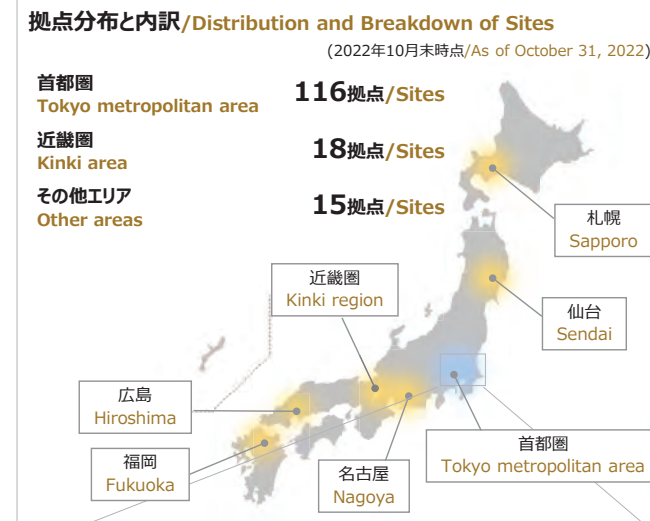 拠点分布と内訳/Distribution and Breakdown of Sites
(2022年10月末時点/As of October 31, 2022)
首都圏
Tokyo metropolitan area
116拠点/Sites
近畿圏
Kinki area
18拠点/Sites
その他エリア
Other areas
15拠点/Sites
札幌
Sapporo
近畿圏
Kinki region
仙台
Sendai
広島
Hiroshima
首都圏
Tokyo metropolitan area
福岡
Fukuoka
名古屋
Nagoya